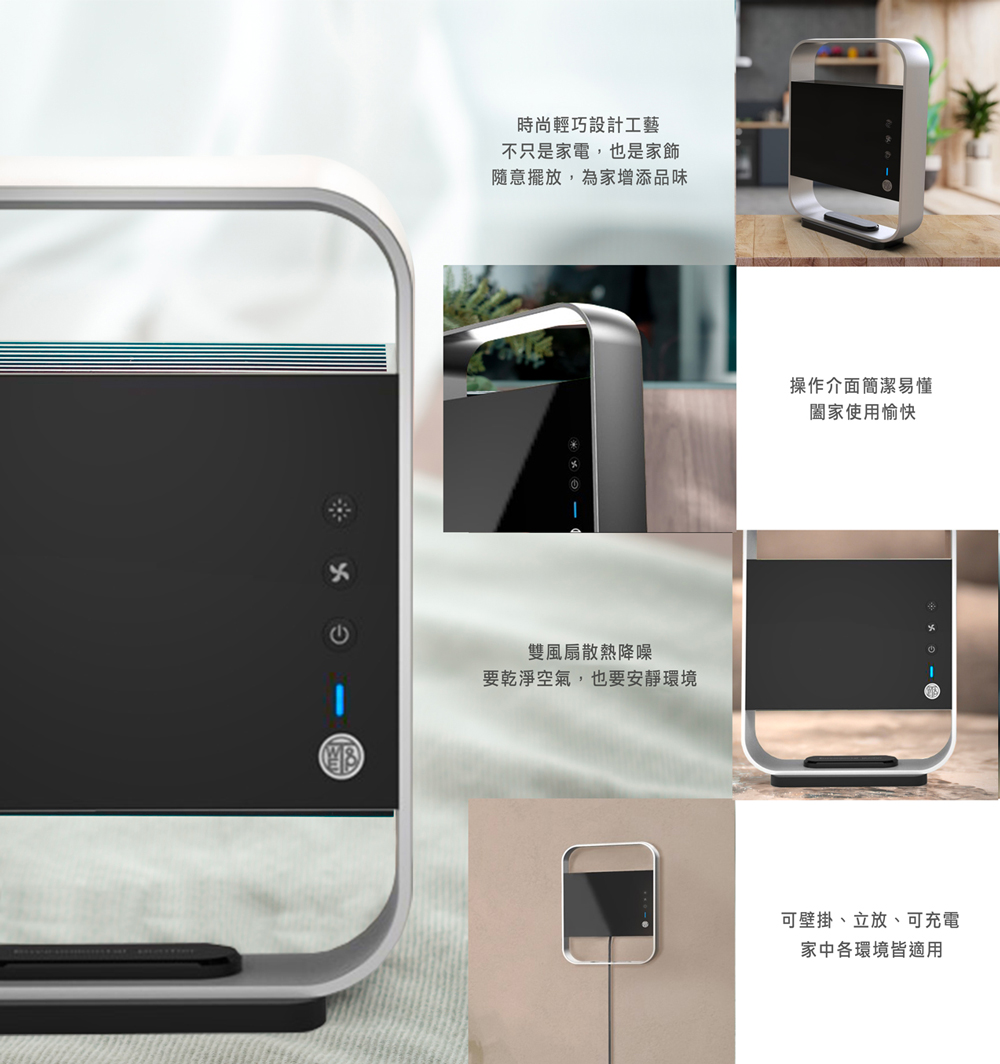 時尚輕巧設計工藝
不只是家電，也是家飾
隨意擺放，為家增添品味
操作介面簡潔易懂
闔家使用愉快
雙風扇散熱降噪
要乾淨空氣，也要安靜環境
可壁掛、立放、可充電
家中各環境皆適用